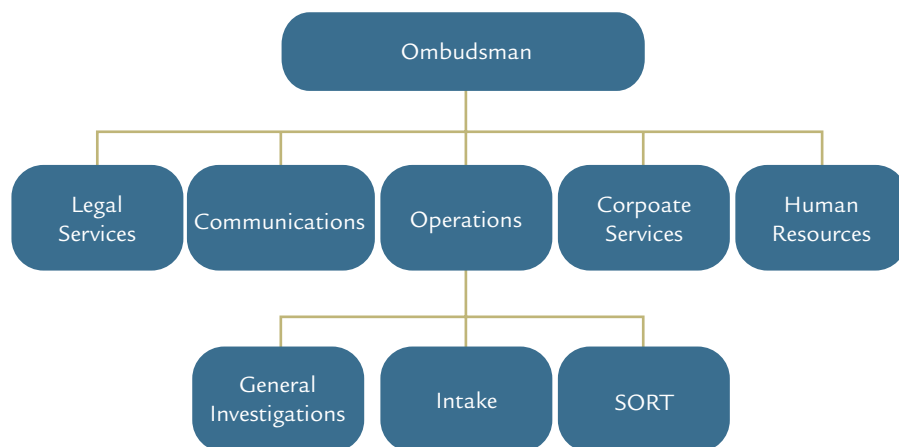 Ombudsman
Legal
Services
Communications
Operations
Corpoate
Services
Human
Resources
General
Investigations
Intake
SORT